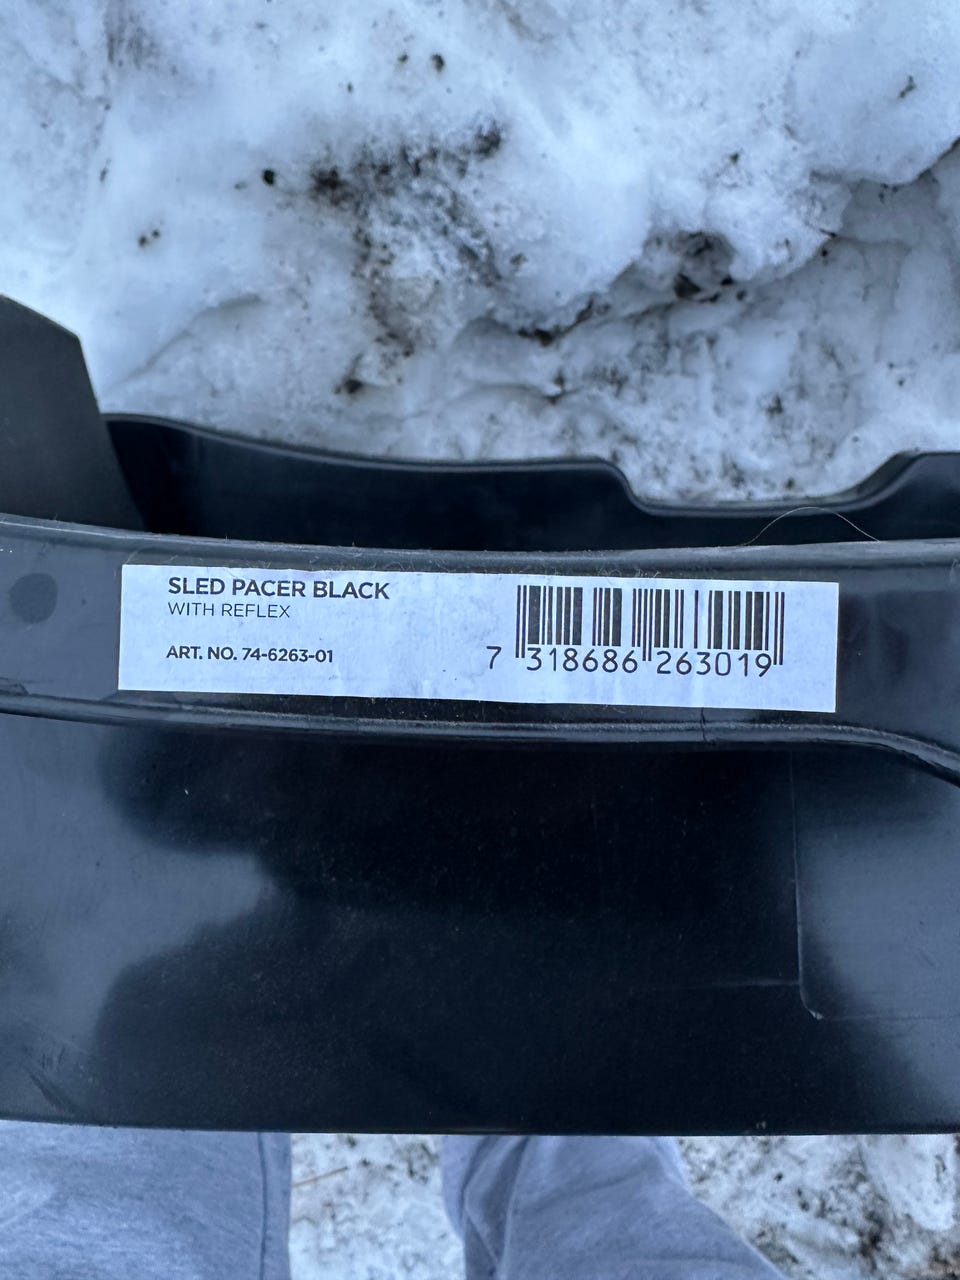 SLED PACER BLACK
WITH REFLEX
ART. NO. 74-6263-01
7 318686 263019